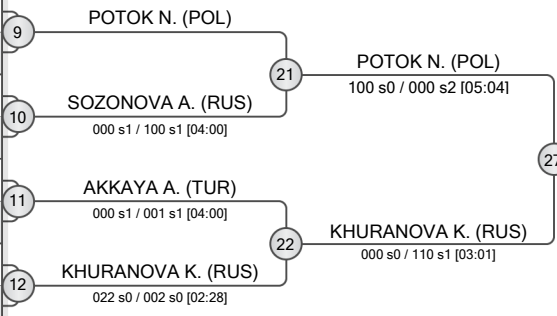 POTOK N. (POL)
9
21
POTOK N. (POL)
100 s0 / 000 s2 [05:04]
SOZONOVA A. (RUS)
10
000 s1 / 100 s1 [04:00]
27
AKKAYA A. (TUR)
11
000 s1 / 001 s1 [04:00]
22
KHURANOVA K. (RUS)
000 s0 / 110 s1 [03:01]
KHURANOVA K. (RUS)
12
022 s0 / 002 s0 [02:28]